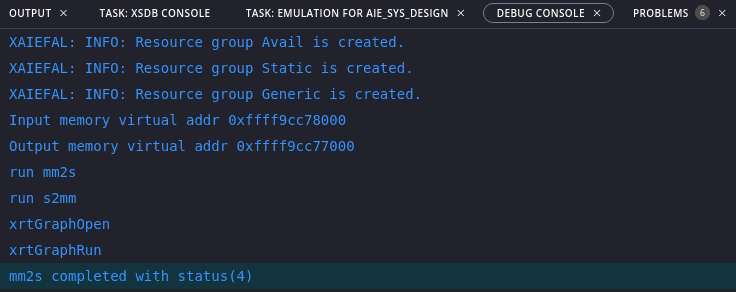 OUTPUT × TASK: XSDB CONSOLE TASK: EMULATION FOR AIE_SYS_DESIGN × DEBUG CONSOLE × PROBLEMS 6 ×
XAIEFAL: INFO: Resource group Avail is created.
XAIEFAL: INFO: Resource group Static is created.
XAIEFAL: INFO: Resource group Generic is created.
Input memory virtual addr 0xffff9cc78000
Output memory virtual addr 0xffff9cc77000
run mm2s
run s2mm
xrtGraphOpen
xrtGraphRun
mm2s completed with status(4)